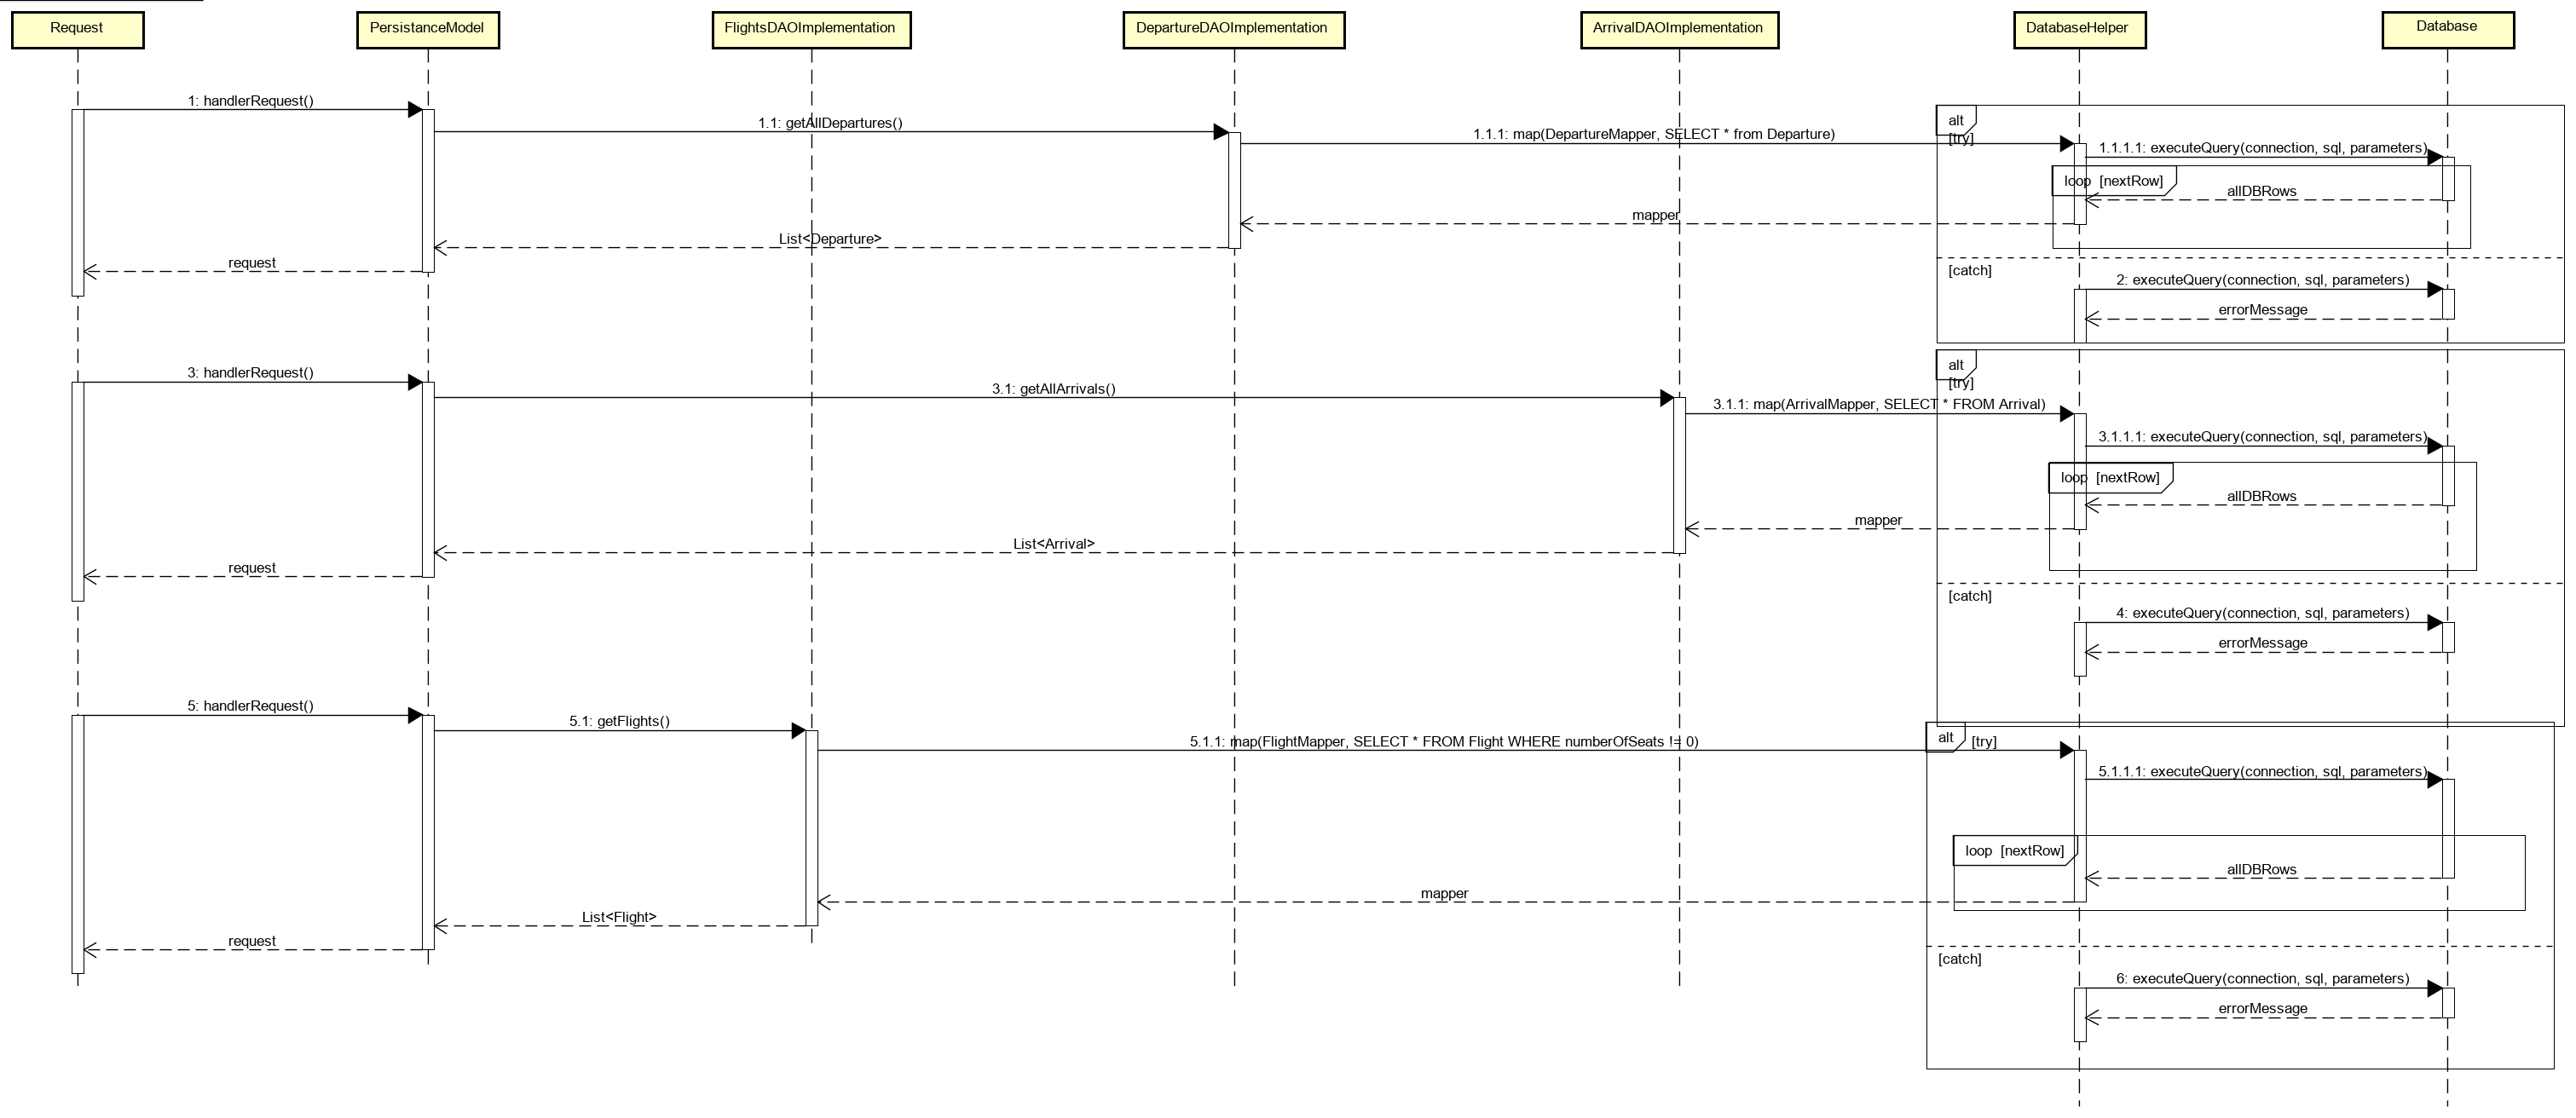 Request
PersistanceModel
FlightsDAOImplementation
DepartureDAOImplementation
ArrivalDAOImplementation
DatabaseHelper
Database
1: handlerRequest()
alt
1.1: getAllDepartures()
1.1.1: map(DepartureMapper, SELECT * from Departure)
[try]
1.1.1.1: executeQuery(connection, sql, parameters)
loop [nextRow]
allDBRows
mapper
List<Departure>
request
[catch]
2: executeQuery(connection, sql, parameters)
errorMessage
alt
3: handlerRequest()
[try]
3.1: getAllArrivals()
3.1.1: map(ArrivalMapper, SELECT * FROM Arrival)
3.1.1.1: executeQuery(connection, sql, parameters)
loop [nextRow]
allDBRows
mapper
List<Arrival>
request
[catch]
4: executeQuery(connection, sql, parameters)
errorMessage
5: handlerRequest()
5.1: getFlights()
alt [try]
5.1.1: map(FlightMapper, SELECT * FROM Flight WHERE numberOfSeats != 0)
5.1.1.1: executeQuery(connection, sql, parameters)
loop [nextRow]
allDBRows
mapper
List<Flight>
request
[catch]
6: executeQuery(connection, sql, parameters)
errorMessage